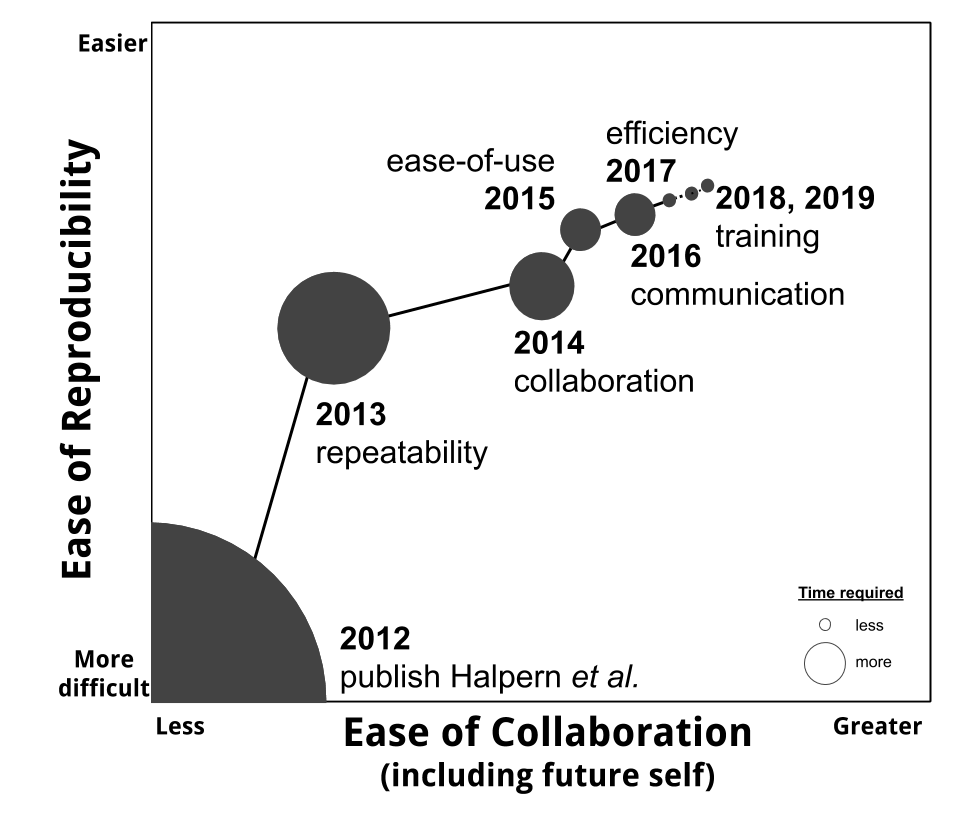 Easier
efficiency
ease-of-use
2017
2015
2018, 2019
training
2016
communication
Ease of Reproducibility
2014
collaboration
2013
repeatability
Time required
less
more
2012
publish Halpern et al.
More
difficult
Less
Greater
Ease of Collaboration
(including future self)